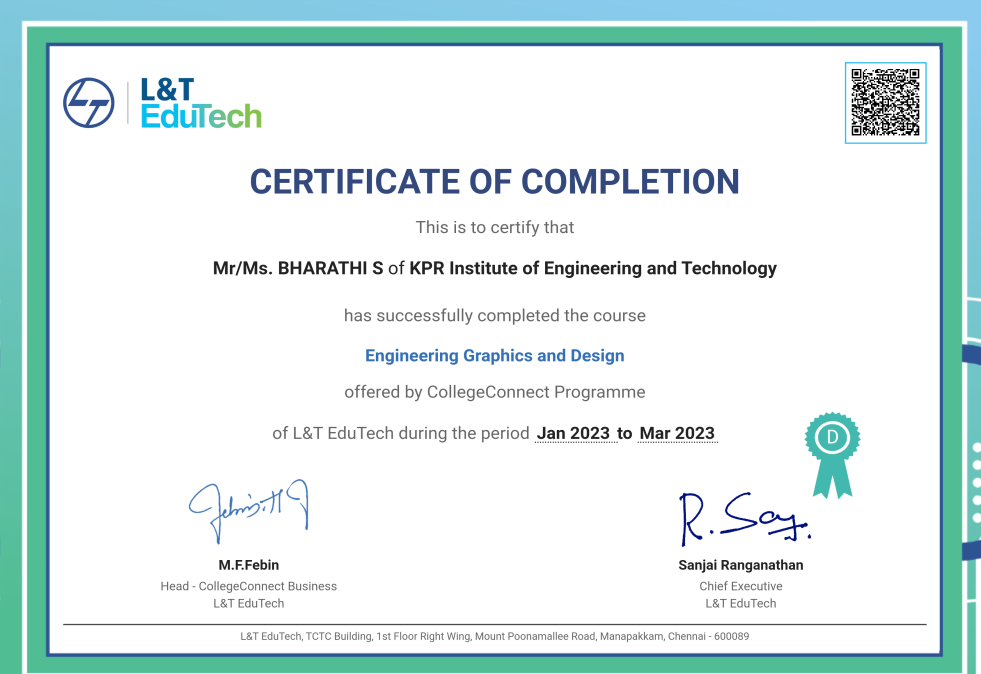 L&T
EduTech
CERTIFICATE OF COMPLETION
This is to certify that
Mr/Ms. BHARATHI S of KPR Institute of Engineering and Technology
has successfully completed the course
Engineering Graphics and Design
offered by CollegeConnect Programme
of L&T EduTech during the period Jan 2023 to Mar 2023
D
R. Say.
M.F.Febin
Head - CollegeConnect Business
L&T EduTech
Sanjai Ranganathan
Chief Executive
L&T EduTech
L&T EduTech, TCTC Building, 1st Floor Right Wing, Mount Poonamallee Road, Manapakkam, Chennai - 600089